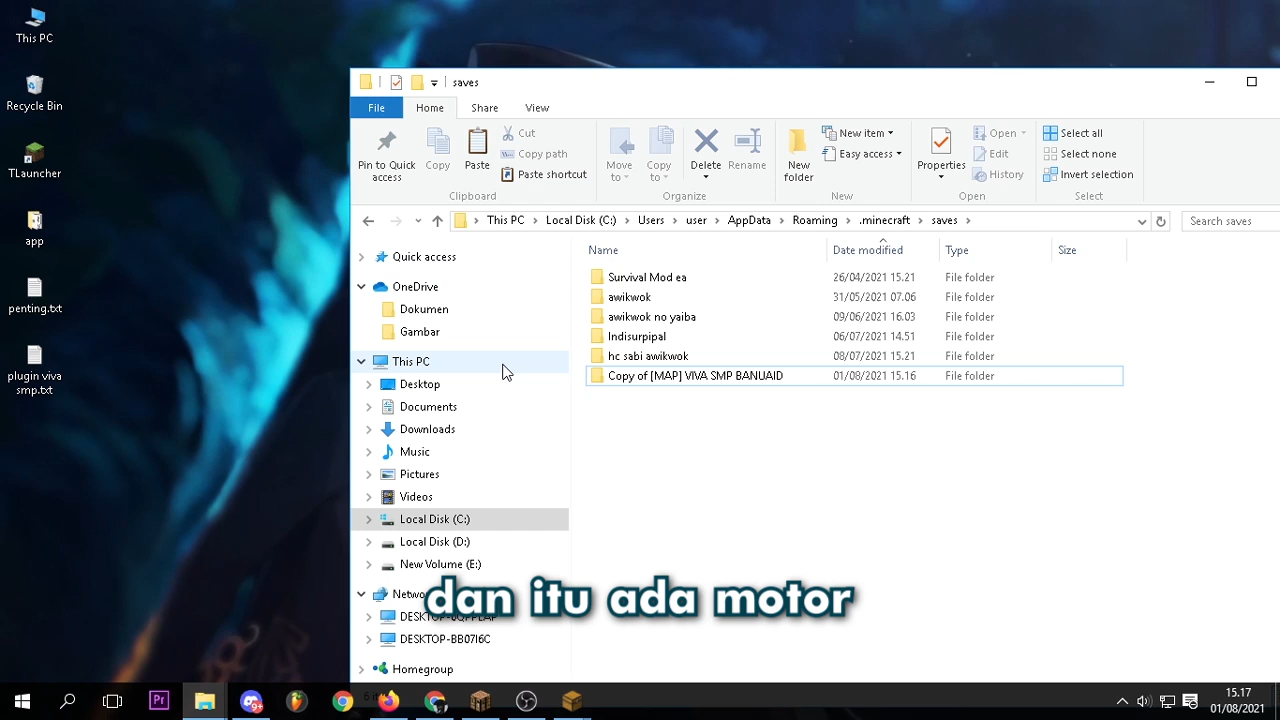 This PC
Recycle Bin
TLauncher
app
penting.txt
plugin viva
smp.txt
saves
File Home Share View
Pin to Quick
access
Copy
Paste
Cut
Copy path
Paste shortcut
Clipboard
Move
to
Copy
to
Delete
Rename
Organize
New
folder
New item
Easy access
New
Properties
Open
Edit
History
Open
Select all
Select none
Invert selection
Select
This PC > Local Disk (C:) > Users > user > AppData > Roaming > .minecraft > saves >
Search saves
Quick access
OneDrive
Dokumen
Gambar
This PC
Desktop
Documents
Downloads
Music
Pictures
Videos
Local Disk (C:)
Local Disk (D:)
New Volume (E:)
DESKTOP-BB07I6C
Homegroup
Name Date modified Type Size
Survival Mod ea 26/04/2021 15.21 File folder
awikwok 31/05/2021 07.06 File folder
awikwok no yaiba 09/06/2021 16.03 File folder
Indisurpipal 06/07/2021 14.51 File folder
hc sabi awikwok 08/07/2021 15.21 File folder
Copy of [MAP] VIVA SMP BANUAID 01/08/2021 15.16 File folder
dan itu ada motor
Pr
9+
15.17
01/08/2021